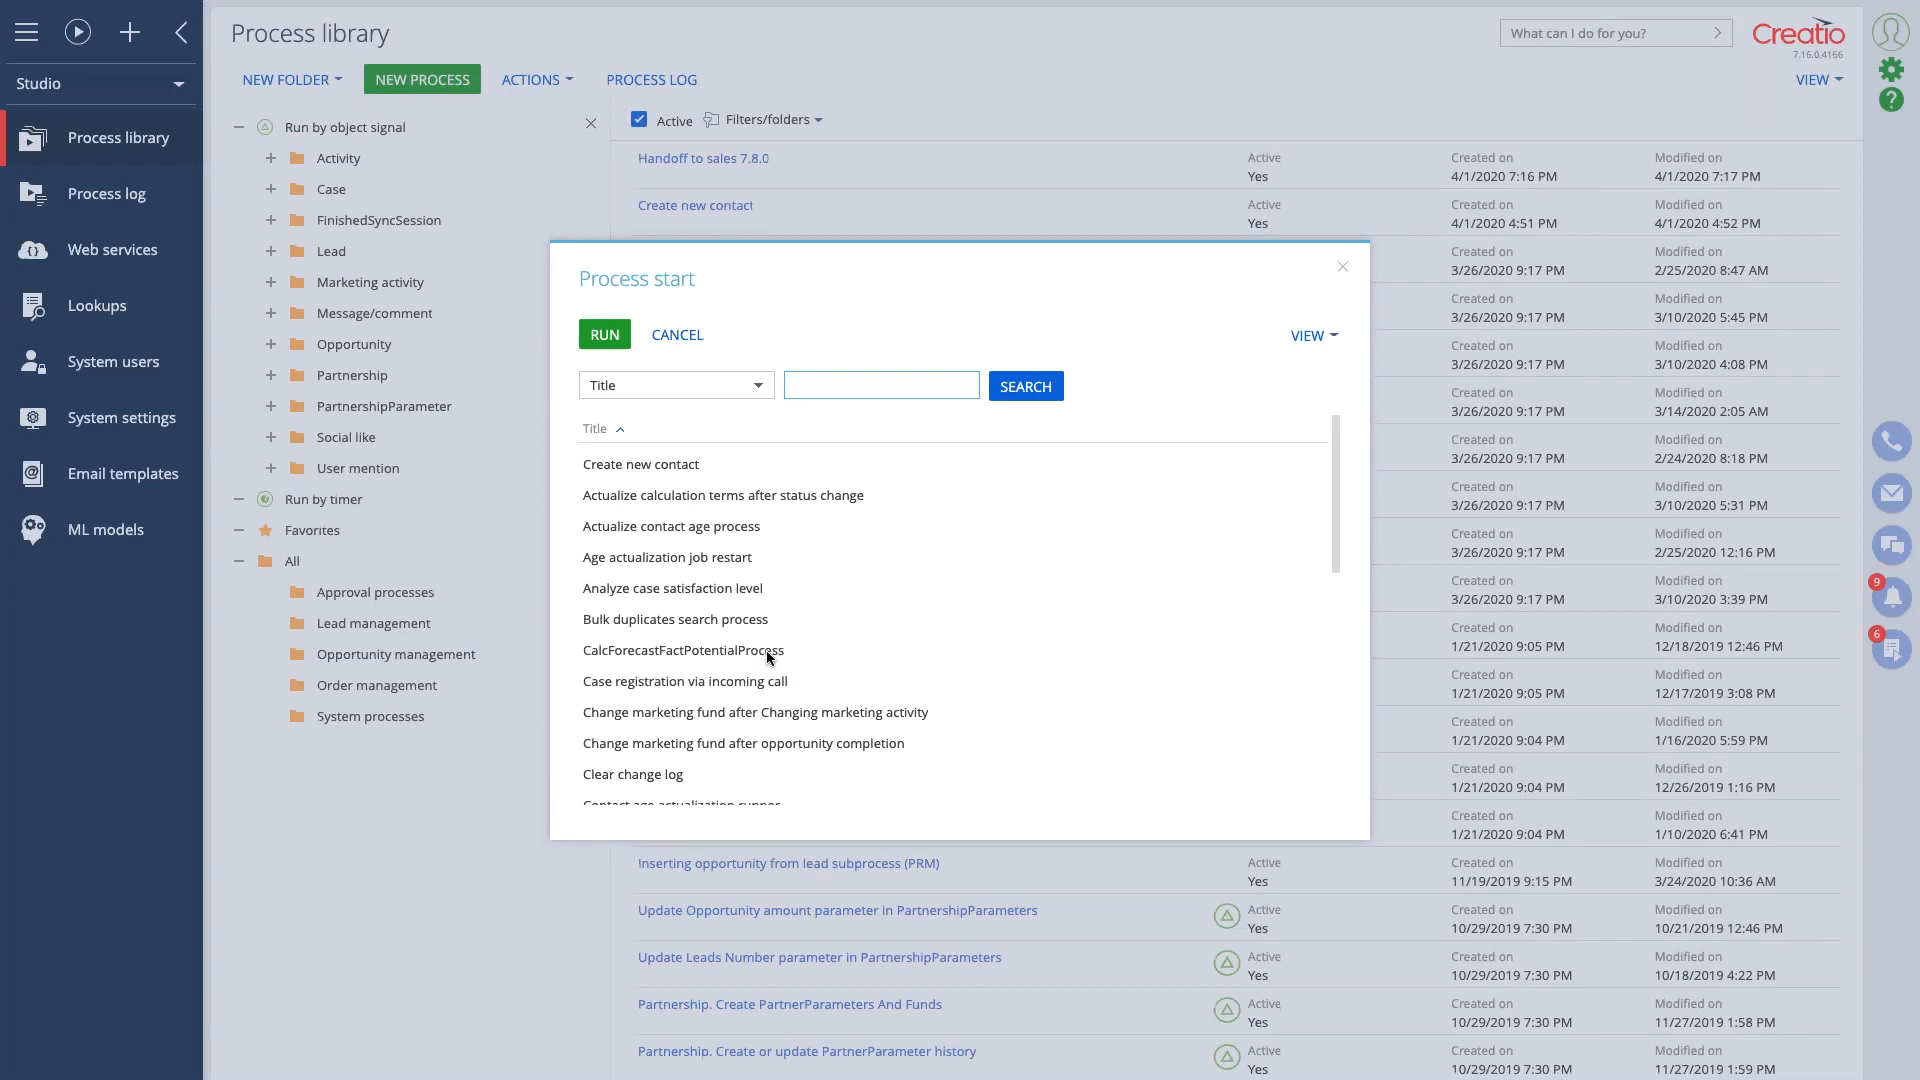 Process library
What can I do for you?
Creatio
7.16.0.4166
Studio
NEW FOLDER
NEW PROCESS
ACTIONS
PROCESS LOG
VIEW
Process library
Process log
Web services
Lookups
System users
System settings
Email templates
ML models
Run by object signal
Activity
Case
FinishedSyncSession
Lead
Marketing activity
Message/comment
Opportunity
Partnership
PartnershipParameter
Social like
User mention
Run by timer
Favorites
All
Approval processes
Lead management
Opportunity management
Order management
System processes
Active
Filters/folders
Handoff to sales 7.8.0
Active
Yes
Created on
4/1/2020 7:16 PM
Modified on
4/1/2020 7:17 PM
Create new contact
Active
Yes
Created on
4/1/2020 4:51 PM
Modified on
4/1/2020 4:52 PM
Process start
RUN
CANCEL
VIEW
Title
SEARCH
Title
Create new contact
Actualize calculation terms after status change
Actualize contact age process
Age actualization job restart
Analyze case satisfaction level
Bulk duplicates search process
CalcForecastFactPotentialProcess
Case registration via incoming call
Change marketing fund after Changing marketing activity
Change marketing fund after opportunity completion
Clear change log
Contact age actualization runner
Created on
3/26/2020 9:17 PM
Modified on
2/25/2020 8:47 AM
Created on
3/26/2020 9:17 PM
Modified on
3/10/2020 5:45 PM
Created on
3/26/2020 9:17 PM
Modified on
3/10/2020 4:08 PM
Created on
3/26/2020 9:17 PM
Modified on
3/14/2020 2:05 AM
Created on
3/26/2020 9:17 PM
Modified on
2/24/2020 8:18 PM
Created on
3/26/2020 9:17 PM
Modified on
3/10/2020 5:31 PM
Created on
3/26/2020 9:17 PM
Modified on
2/25/2020 12:16 PM
Created on
3/26/2020 9:17 PM
Modified on
3/10/2020 3:39 PM
Created on
1/21/2020 9:05 PM
Modified on
12/18/2019 12:46 PM
Created on
1/21/2020 9:05 PM
Modified on
12/17/2019 3:08 PM
Created on
1/21/2020 9:04 PM
Modified on
1/16/2020 5:59 PM
Created on
1/21/2020 9:04 PM
Modified on
12/26/2019 1:16 PM
Created on
1/21/2020 9:04 PM
Modified on
1/10/2020 6:41 PM
Inserting opportunity from lead subprocess (PRM)
Active
Yes
Created on
11/19/2019 9:15 PM
Modified on
3/24/2020 10:36 AM
Update Opportunity amount parameter in PartnershipParameters
Active
Yes
Created on
10/29/2019 7:30 PM
Modified on
10/21/2019 12:46 PM
Update Leads Number parameter in PartnershipParameters
Active
Yes
Created on
10/29/2019 7:30 PM
Modified on
10/18/2019 4:22 PM
Partnership. Create PartnerParameters And Funds
Active
Yes
Created on
10/29/2019 7:30 PM
Modified on
11/27/2019 1:58 PM
Partnership. Create or update PartnerParameter history
Active
Yes
Created on
10/29/2019 7:30 PM
Modified on
11/27/2019 1:59 PM
9
6